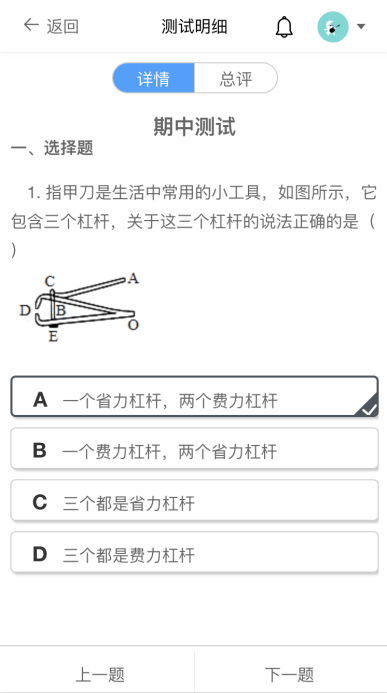 返回
测试明细
详情
总评
期中测试
一、选择题
1. 指甲刀是生活中常用的小工具，如图所示，它
包含三个杠杆，关于这三个杠杆的说法正确的是（
）
C
A
D
B
E
O
A 一个省力杠杆，两个费力杠杆
B 一个费力杠杆，两个省力杠杆
C 三个都是省力杠杆
D 三个都是费力杠杆
上一题
下一题